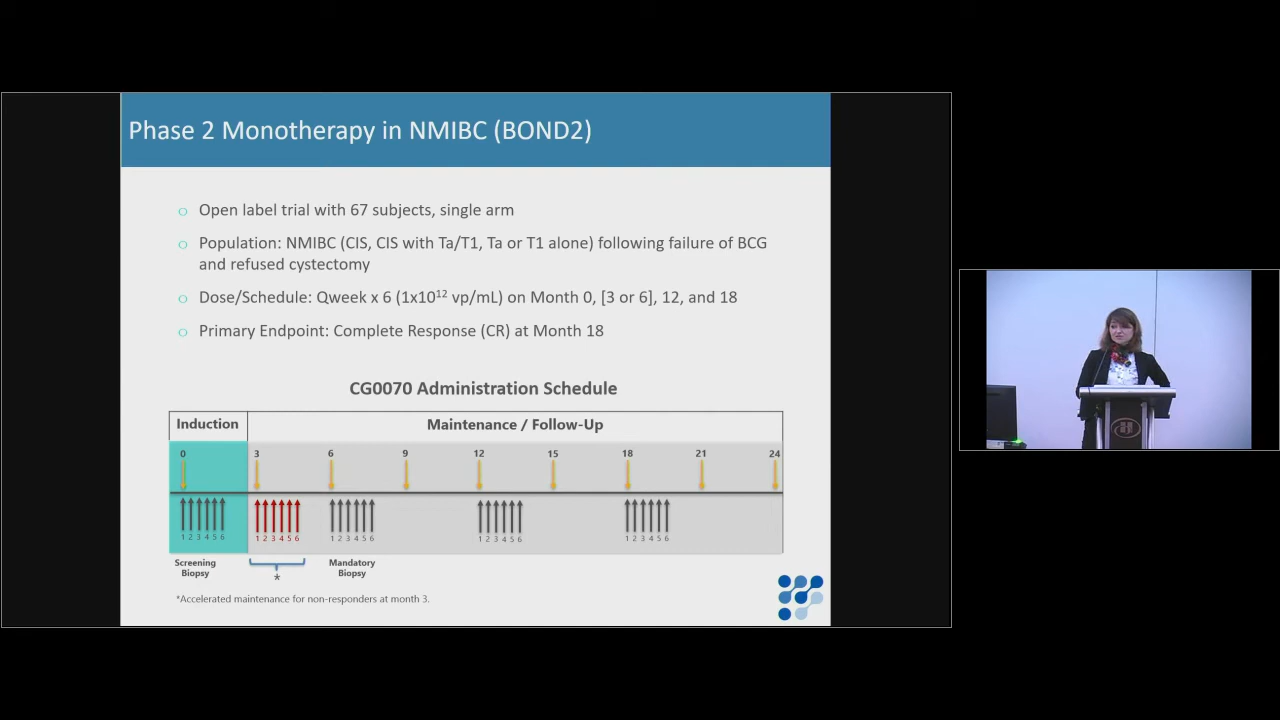 Phase 2 Monotherapy in NMIBC (BOND2)
Open label trial with 67 subjects, single arm
Population: NMIBC (CIS, CIS with Ta/T1, Ta or T1 alone) following failure of BCG
and refused cystectomy
Dose/Schedule: Qweek x 6 (1x10¹² vp/mL) on Month 0, [3 or 6], 12, and 18
Primary Endpoint: Complete Response (CR) at Month 18
CG0070 Administration Schedule
Induction Maintenance / Follow-Up
0 3 6 9 12 15 18 21 24
1 2 3 4 5 6 1 2 3 4 5 6 1 2 3 4 5 6 1 2 3 4 5 6 1 2 3 4 5 6
Screening Mandatory
Biopsy * Biopsy
*Accelerated maintenance for non-responders at month 3.